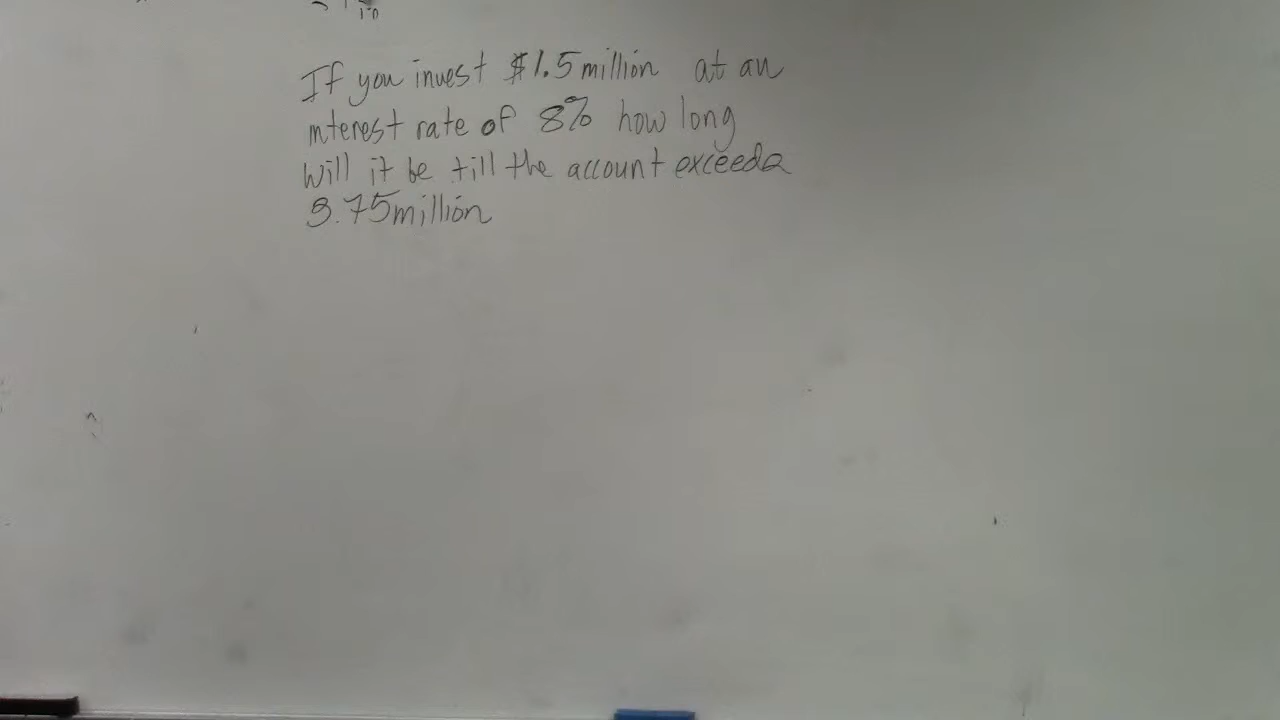 If you invest $1.5 million at an
interest rate of 8% how long
will it be till the account exceeds
3.75 million